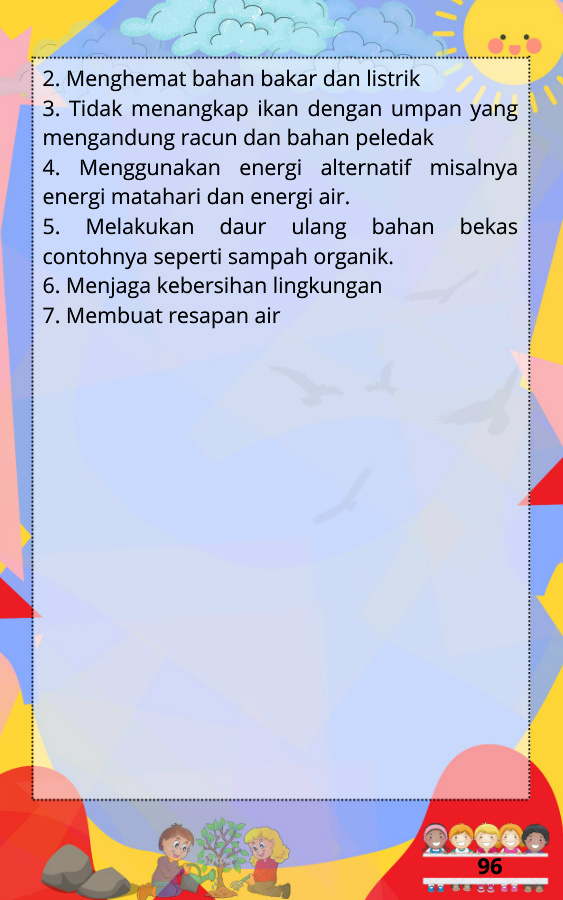 2. Menghemat bahan bakar dan listrik
3. Tidak menangkap ikan dengan umpan yang
mengandung racun dan bahan peledak
4. Menggunakan energi alternatif misalnya
energi matahari dan energi air.
5. Melakukan daur ulang bahan bekas
contohnya seperti sampah organik.
6. Menjaga kebersihan lingkungan
7. Membuat resapan air
96